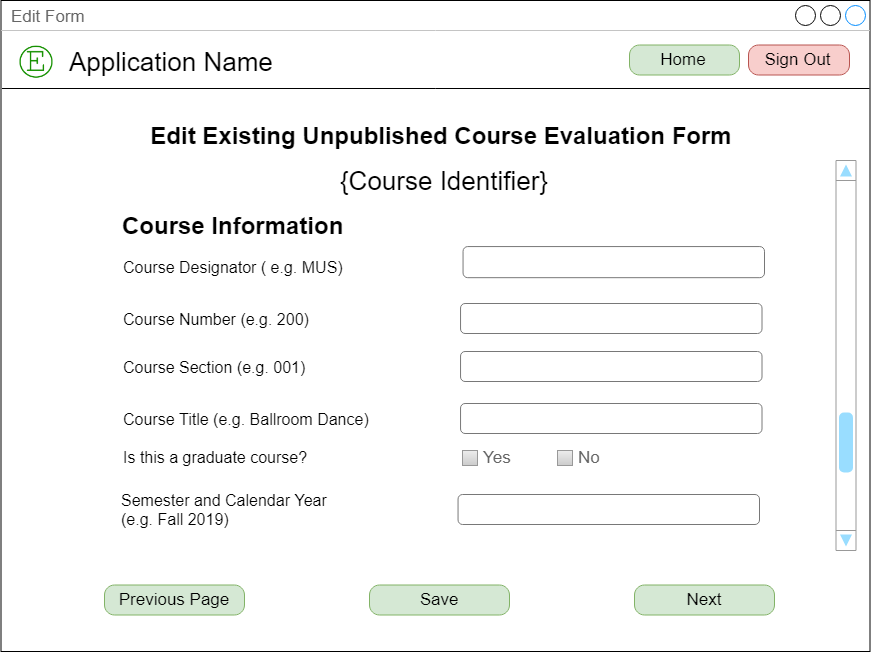 Edit Form
E
Application Name
Home
Sign Out
Edit Existing Unpublished Course Evaluation Form
{Course Identifier}
Course Information
Course Designator ( e.g. MUS)
Course Number (e.g. 200)
Course Section (e.g. 001)
Course Title (e.g. Ballroom Dance)
Is this a graduate course?
Yes
No
Semester and Calendar Year
(e.g. Fall 2019)
Previous Page
Save
Next